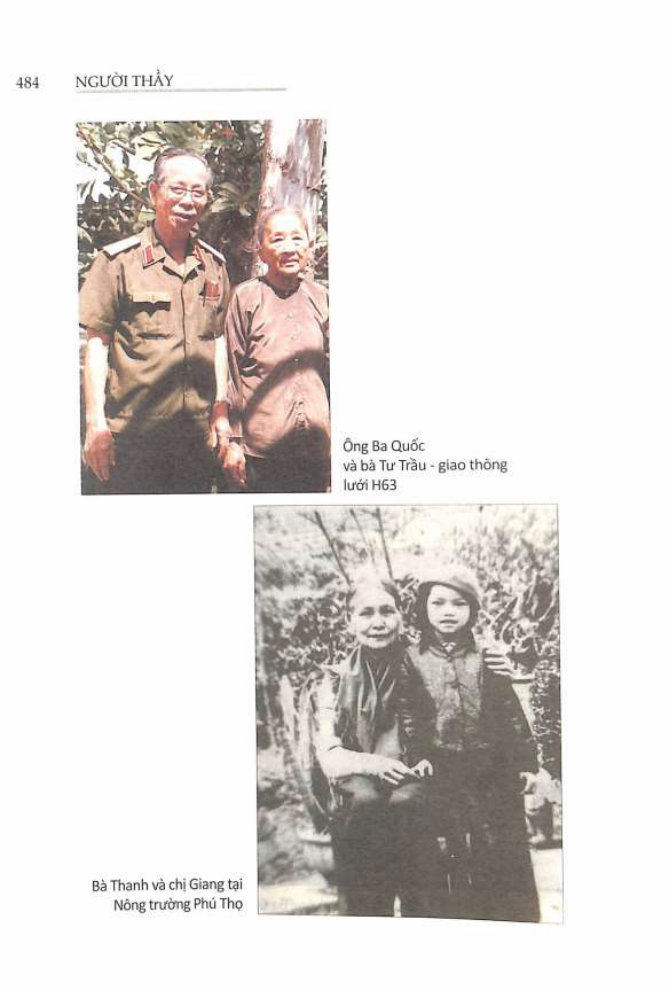 484 NGƯỜI THẦY
Ông Ba Quốc
và bà Tư Trầu - giao thông
lưới H63
Bà Thanh và chị Giang tại
Nông trường Phú Thọ